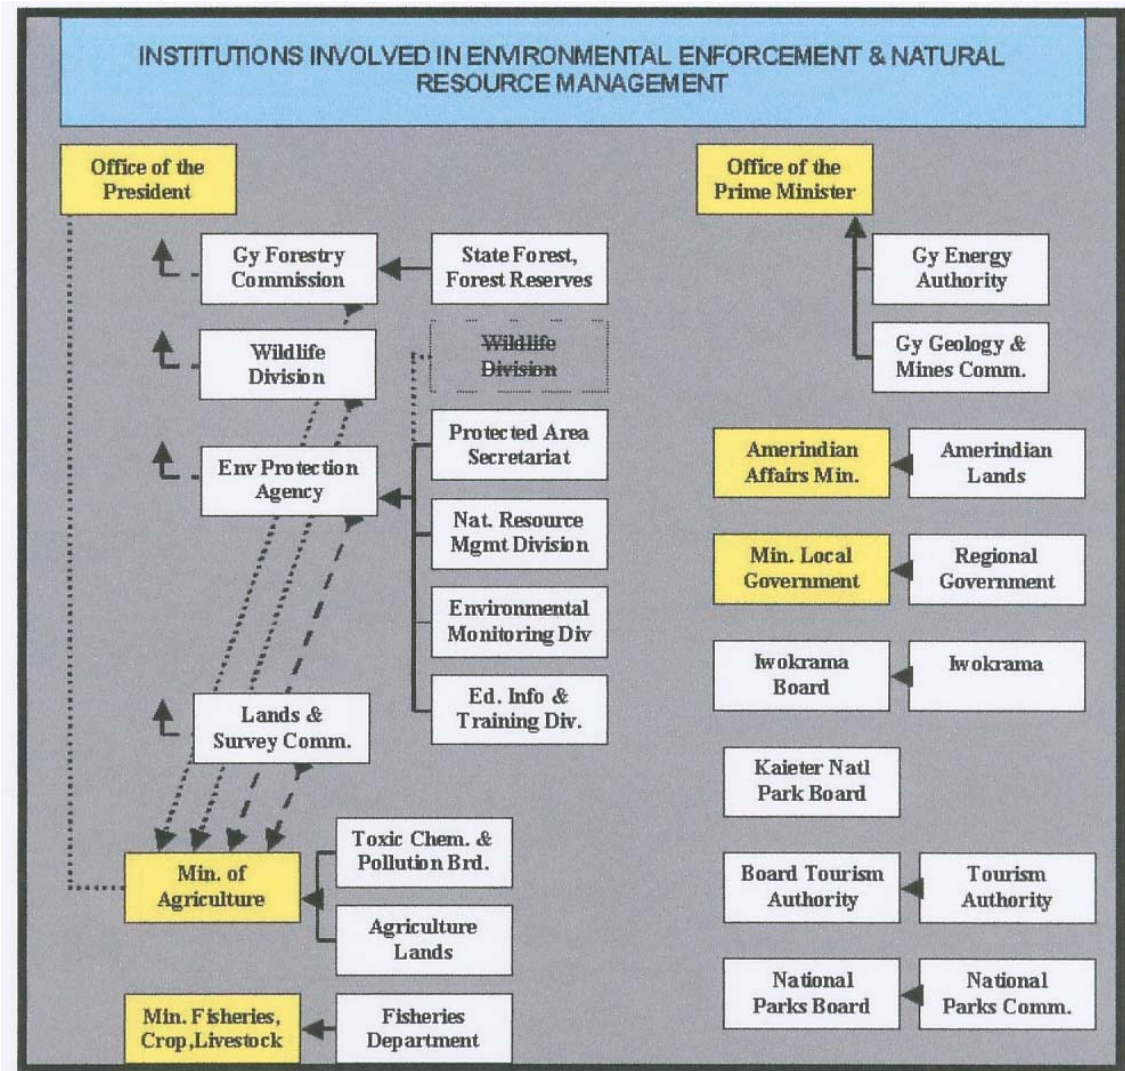 INSTITUTIONS INVOLVED IN ENVIRONMENTAL ENFORCEMENT & NATURAL
RESOURCE MANAGEMENT
Office of the
President
Gy Forestry
Commission
State Forest,
Forest Reserves
Wildlife
Division
Wildlife
Division
Env Protection
Agency
Protected Area
Secretariat
Nat. Resource
Mgmt Division
Environmental
Monitoring Div
Ed. Info &
Training Div.
Lands &
Survey Comm.
Min. of
Agriculture
Toxic Chem. &
Pollution Brd.
Agriculture
Lands
Min. Fisheries,
Crop,Livestock
Fisheries
Department
Office of the
Prime Minister
Gy Energy
Authority
Gy Geology &
Mines Comm.
Amerindian
Affairs Min.
Amerindian
Lands
Min. Local
Government
Regional
Government
Iwokrama
Board
Iwokrama
Kaieter Natl
Park Board
Board Tourism
Authority
Tourism
Authority
National
Parks Board
National
Parks Comm.